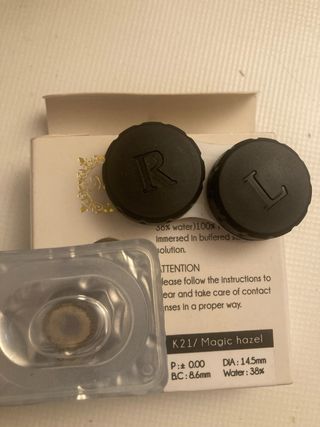 R
L
38% water)100%
immersed in buffered
solution.
ATTENTION
Please follow the instructions to
wear and take care of contact
lenses in a proper way.
K21/ Magic hazel
P:± 0.00 DIA: 14.5mm
B.C: 8.6mm Water: 38%